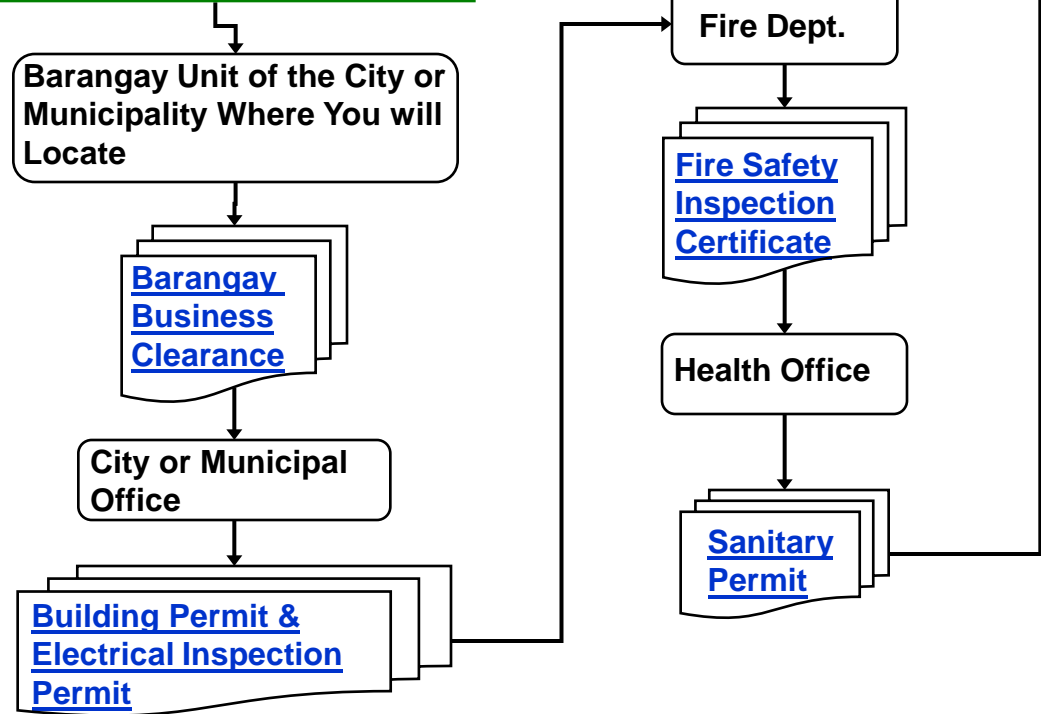 Barangay Unit of the City or
Municipality Where You will
Locate
Barangay
Business
Clearance
City or Municipal
Office
Building Permit &
Electrical Inspection
Permit
Fire Dept.
Fire Safety
Inspection
Certificate
Health Office
Sanitary
Permit